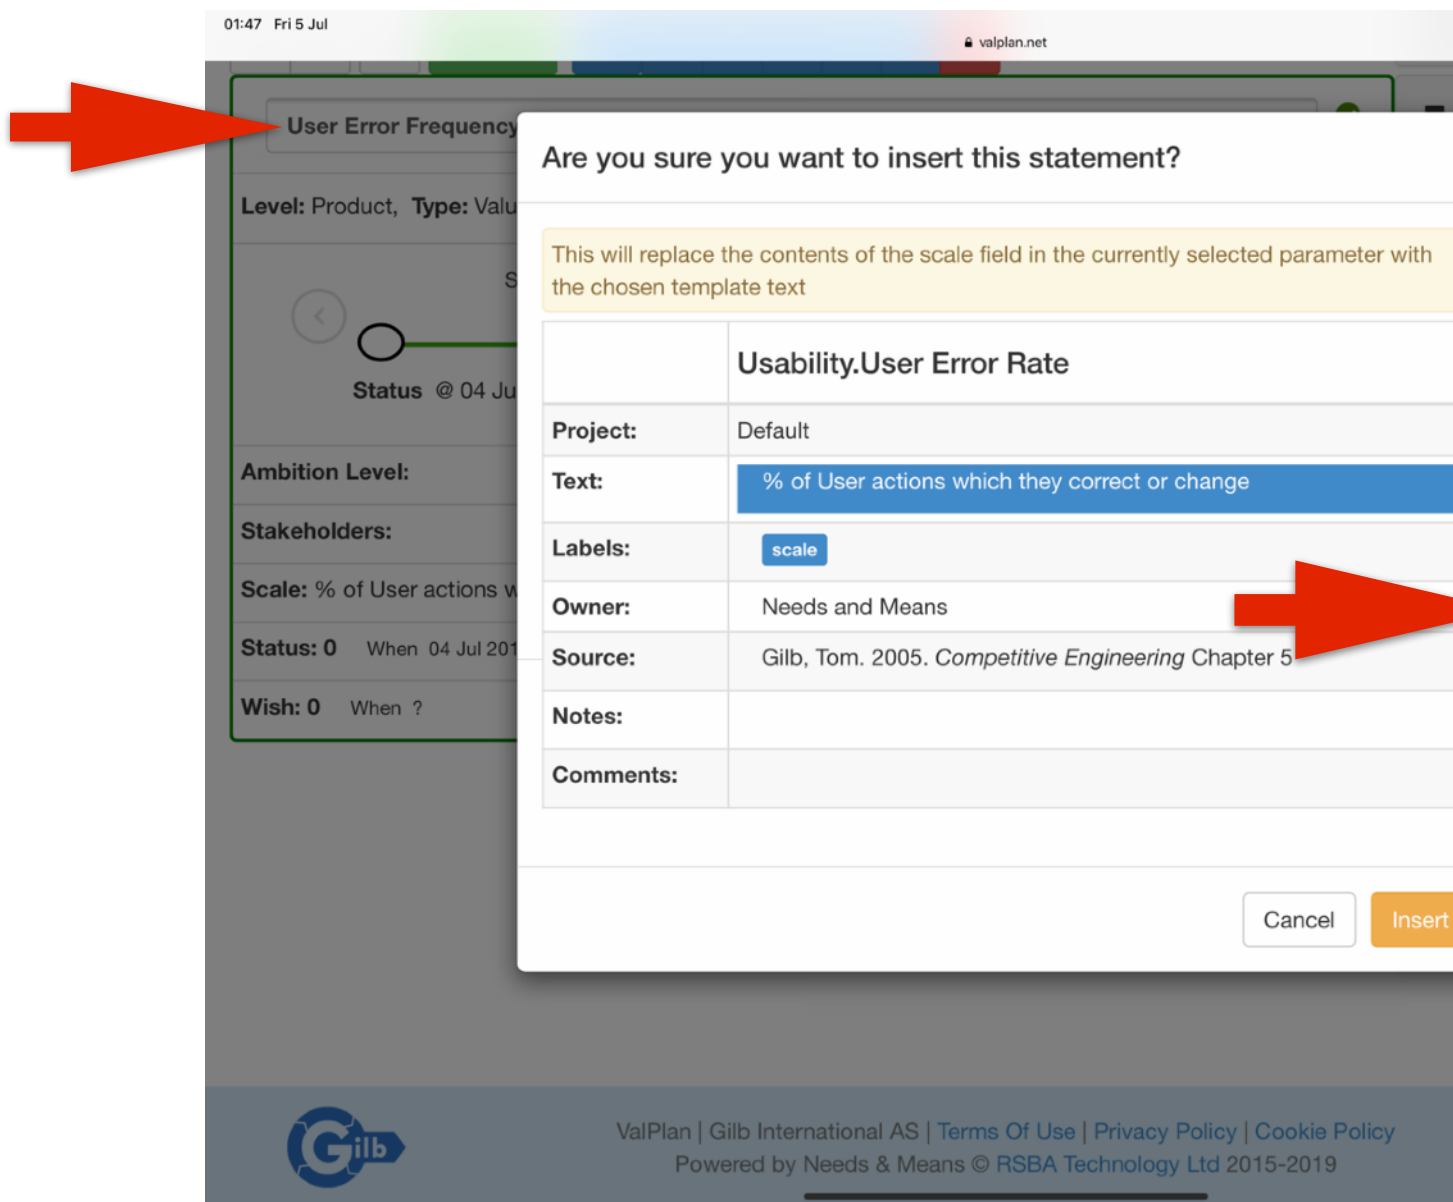 01:47 Fri 5 Jul
valplan.net
User Error Frequency
Are you sure you want to insert this statement?
Level: Product, Type: Valu
This will replace the contents of the scale field in the currently selected parameter with
the chosen template text
S
Usability.User Error Rate
Status @ 04 Ju
Project: Default
Ambition Level:
Text: % of User actions which they correct or change
Stakeholders:
Labels: scale
Scale: % of User actions w
Owner: Needs and Means
Status: 0 When 04 Jul 201
Source: Gilb, Tom. 2005. Competitive Engineering Chapter 5
Wish: 0 When ?
Notes:
Comments:
Cancel Insert
Gilb
ValPlan | Gilb International AS | Terms Of Use | Privacy Policy | Cookie Policy
Powered by Needs & Means © RSBA Technology Ltd 2015-2019